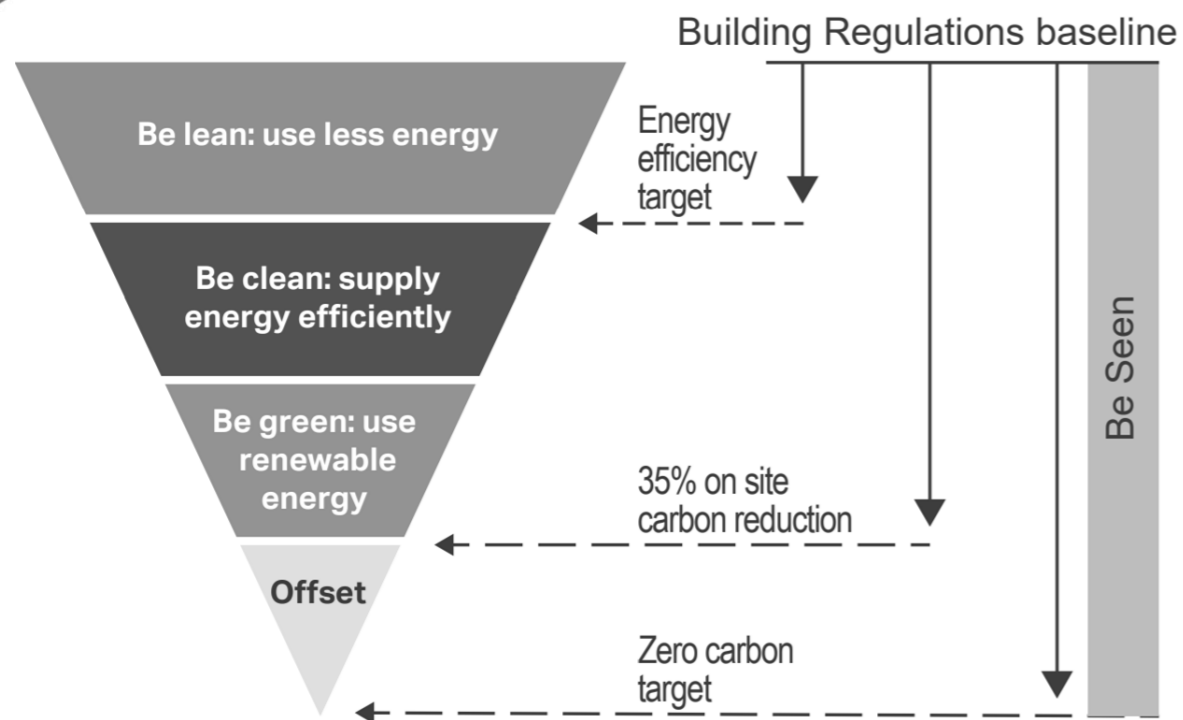 Building Regulations baseline
Be lean: use less energy
Energy
efficiency
target
Be clean: supply
energy efficiently
Be Seen
Be green: use
renewable
energy
35% on site
carbon reduction
Offset
Zero carbon
target